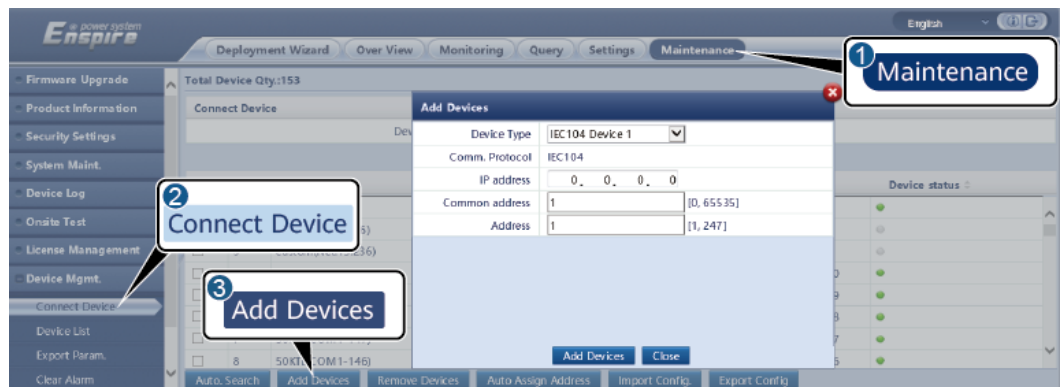 e power system
Enspire
English
Deployment Wizard Over View Monitoring Query Settings Maintenance
1 Maintenance
Firmware Upgrade
Product Information
Security Settings
System Maint.
Device Log
Onsite Test
License Management
Device Mgmt.
Connect Device
Device List
Export Param.
Clear Alarm
Total Device Qty.:153
Connect Device
Dev
Device status
2 Connect Device
3 Add Devices
Add Devices
Device Type IEC104 Device 1
Comm. Protocol IEC104
IP address 0. 0. 0. 0
Common address 1 [0, 65535]
Address 1 [1, 247]
Add Devices Close
8
Auto. Search Add Devices Remove Devices Auto Assign Address Import Config. Export Config